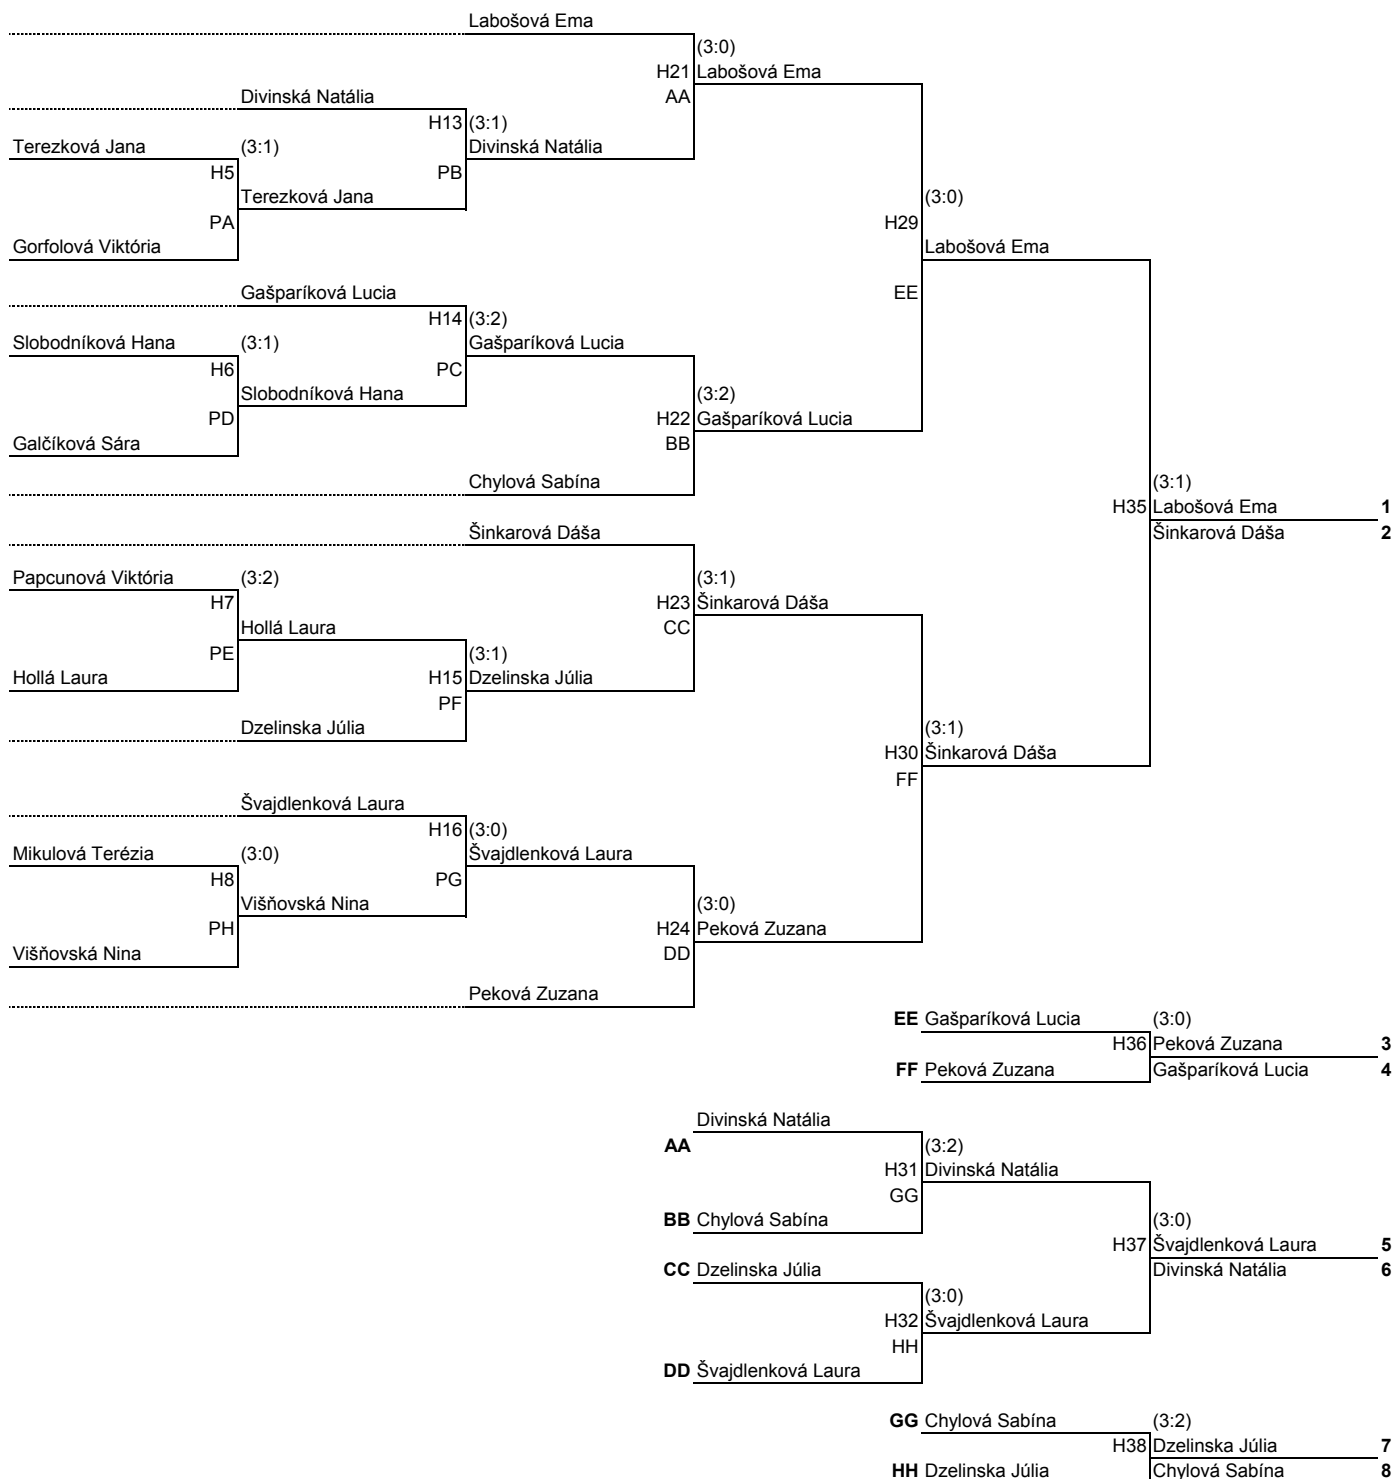 Labošová Ema
(3:0)
H21 Labošová Ema
Divinská Natália AA
H13 (3:1)
Terezková Jana (3:1) Divinská Natália
H5 PB
Terezková Jana (3:0)
PA H29
Gorfolová Viktória Labošová Ema
Gašparíková Lucia EE
H14 (3:2)
Slobodníková Hana (3:1) Gašparíková Lucia
H6 PC
Slobodníková Hana (3:2)
PD H22 Gašparíková Lucia
Galčíková Sára BB
Chylová Sabína (3:1)
H35 Labošová Ema 1
Šinkarová Dáša Šinkarová Dáša 2
Papcunová Viktória (3:2) (3:1)
H7 H23 Šinkarová Dáša
Hollá Laura CC
PE (3:1)
Hollá Laura H15 Dzelinska Júlia
PF
Dzelinska Júlia (3:1)
H30 Šinkarová Dáša
FF
Švajdlenková Laura
H16 (3:0)
Mikulová Terézia (3:0) Švajdlenková Laura
H8 PG
Višňovská Nina (3:0)
PH H24 Peková Zuzana
Višňovská Nina DD
Peková Zuzana
EE Gašparíková Lucia (3:0)
H36 Peková Zuzana 3
FF Peková Zuzana Gašparíková Lucia 4
Divinská Natália
AA (3:2)
H31 Divinská Natália
GG
BB Chylová Sabína (3:0)
H37 Švajdlenková Laura 5
CC Dzelinska Júlia Divinská Natália 6
(3:0)
H32 Švajdlenková Laura
HH
DD Švajdlenková Laura
GG Chylová Sabína (3:2)
H38 Dzelinska Júlia 7
HH Dzelinska Júlia Chylová Sabína 8